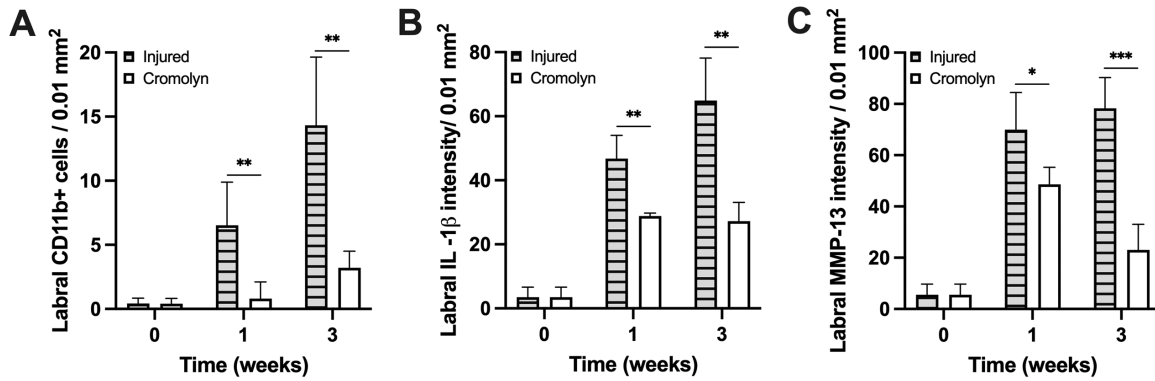 A
Labral CD11b+ cells / 0.01 mm²
20
15
10
5
0
Injured
Cromolyn
**
**
0 1 3
Time (weeks)
B
Labral IL -1β intensity/ 0.01 mm²
80
60
40
20
0
Injured
Cromolyn
**
**
0 1 3
Time (weeks)
C
Labral MMP-13 intensity / 0.01 mm²
100
80
60
40
20
0
Injured
Cromolyn
*
***
0 1 3
Time (weeks)